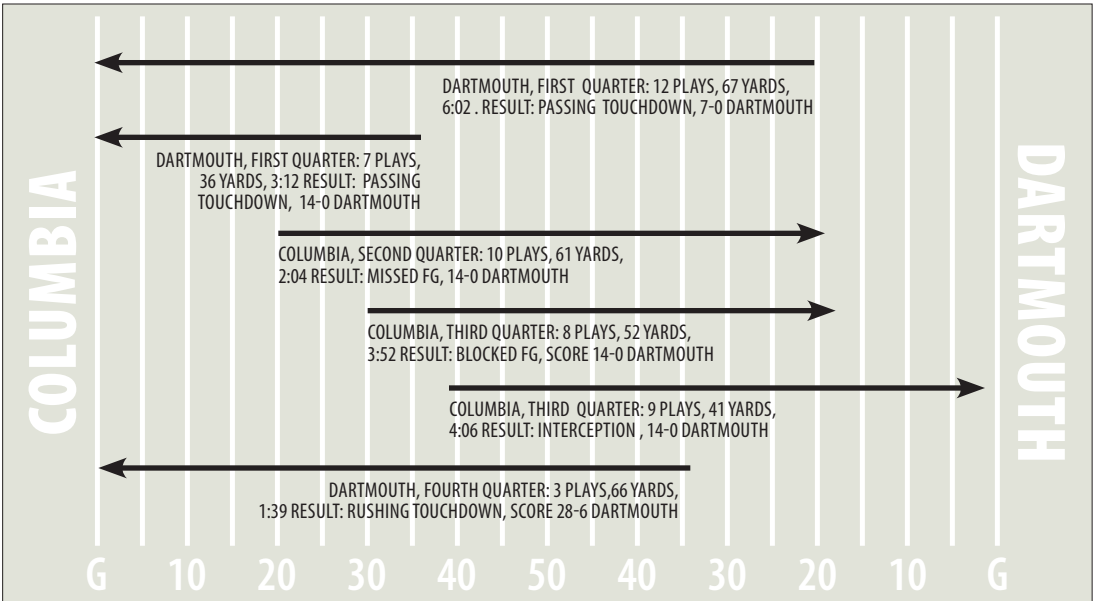 DARTMOUTH, FIRST QUARTER: 12 PLAYS, 67 YARDS,
6:02 . RESULT: PASSING TOUCHDOWN, 7-0 DARTMOUTH
DARTMOUTH, FIRST QUARTER: 7 PLAYS,
36 YARDS, 3:12 RESULT: PASSING
TOUCHDOWN, 14-0 DARTMOUTH
COLUMBIA
DARTMOUTH
COLUMBIA, SECOND QUARTER: 10 PLAYS, 61 YARDS,
2:04 RESULT: MISSED FG, 14-0 DARTMOUTH
COLUMBIA, THIRD QUARTER: 8 PLAYS, 52 YARDS,
3:52 RESULT: BLOCKED FG, SCORE 14-0 DARTMOUTH
COLUMBIA, THIRD QUARTER: 9 PLAYS, 41 YARDS,
4:06 RESULT: INTERCEPTION , 14-0 DARTMOUTH
DARTMOUTH, FOURTH QUARTER: 3 PLAYS,66 YARDS,
1:39 RESULT: RUSHING TOUCHDOWN, SCORE 28-6 DARTMOUTH
G 10 20 30 40 50 40 30 20 10 G